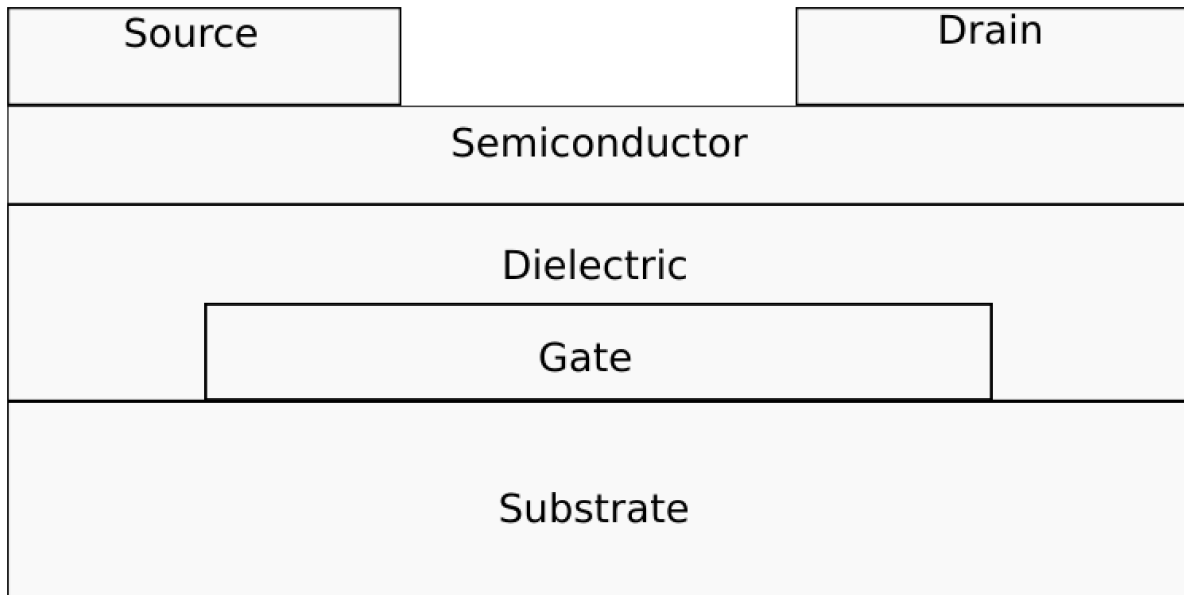 Source
Drain
Semiconductor
Dielectric
Gate
Substrate